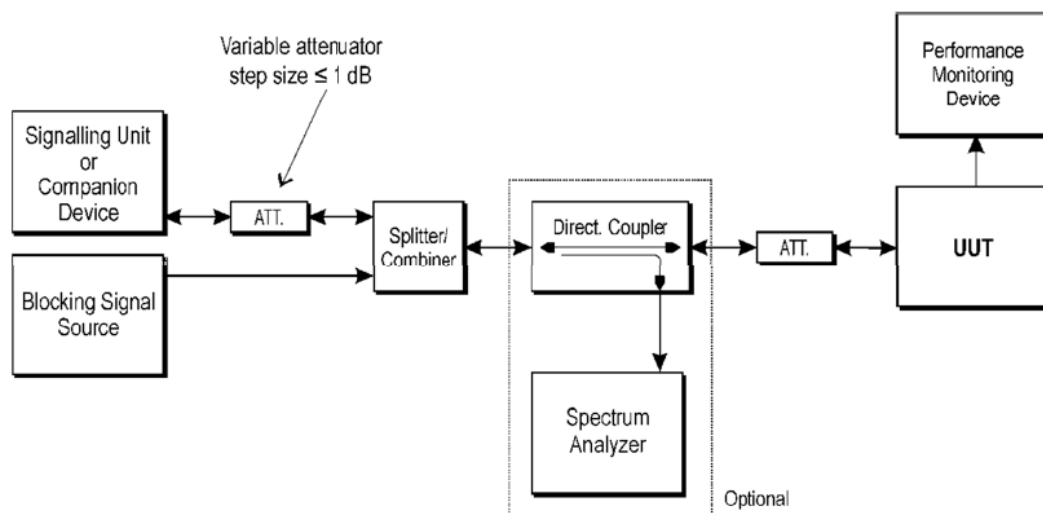 Variable attenuator
step size ≤ 1 dB
Performance
Monitoring
Device
Signalling Unit
or
Companion
Device
ATT.
Splitter/
Combiner
Direct. Coupler
ATT.
UUT
Blocking Signal
Source
Spectrum
Analyzer
Optional